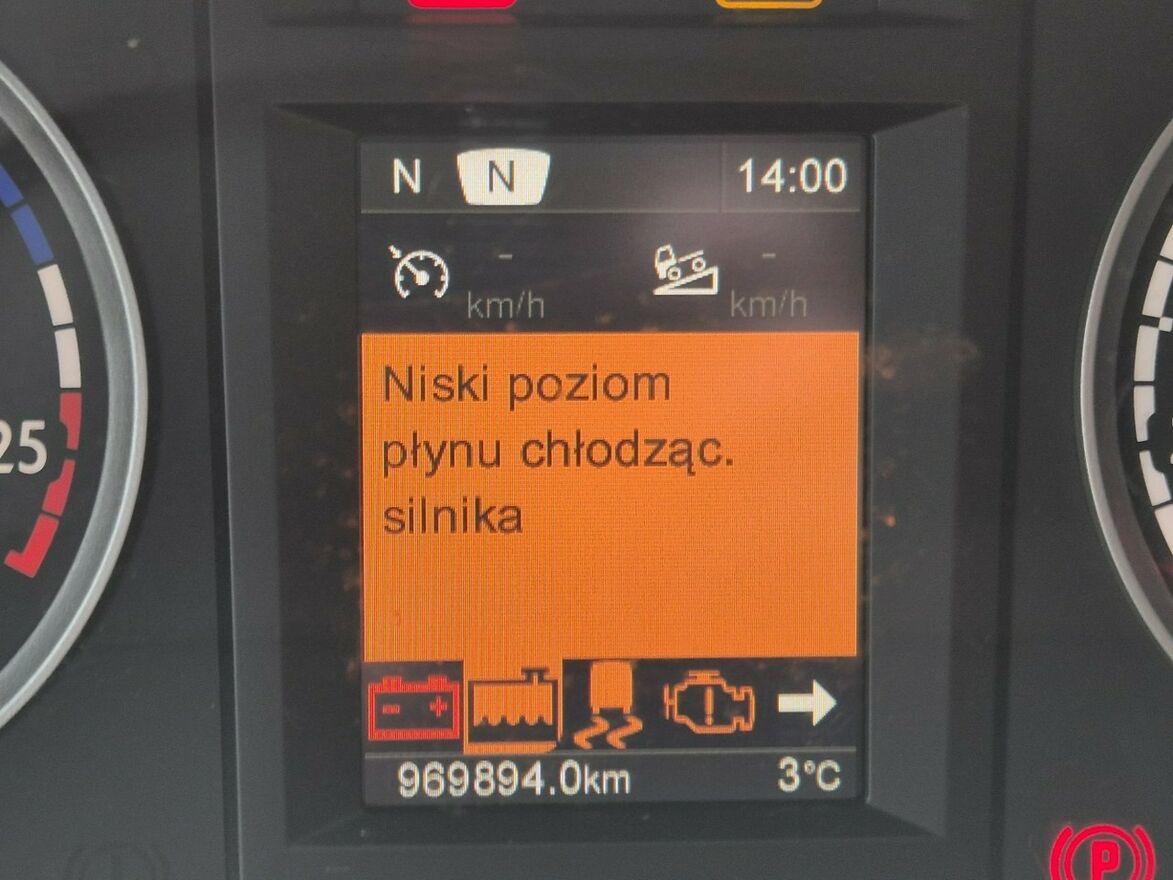 N N 14:00
- -
km/h km/h
Niski poziom
płynu chłodząc.
silnika
- +
969894.0km 3°C
25
P